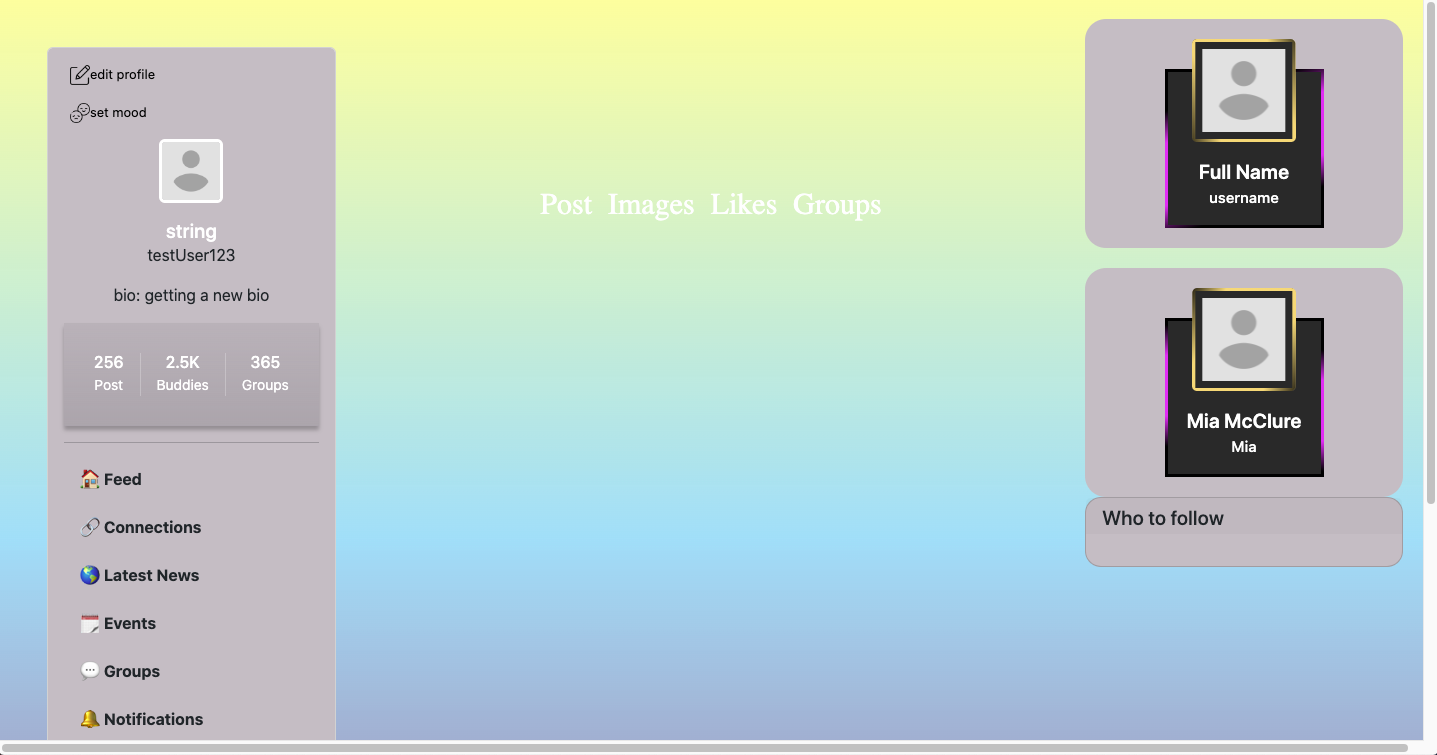 edit profile
set mood
string
testUser123
bio: getting a new bio
256 2.5K 365
Post Buddies Groups
🏠 Feed
🔗 Connections
🌎 Latest News
Events
💬 Groups
🔔 Notifications
Post Images Likes Groups
Full Name
username
Mia McClure
Mia
Who to follow